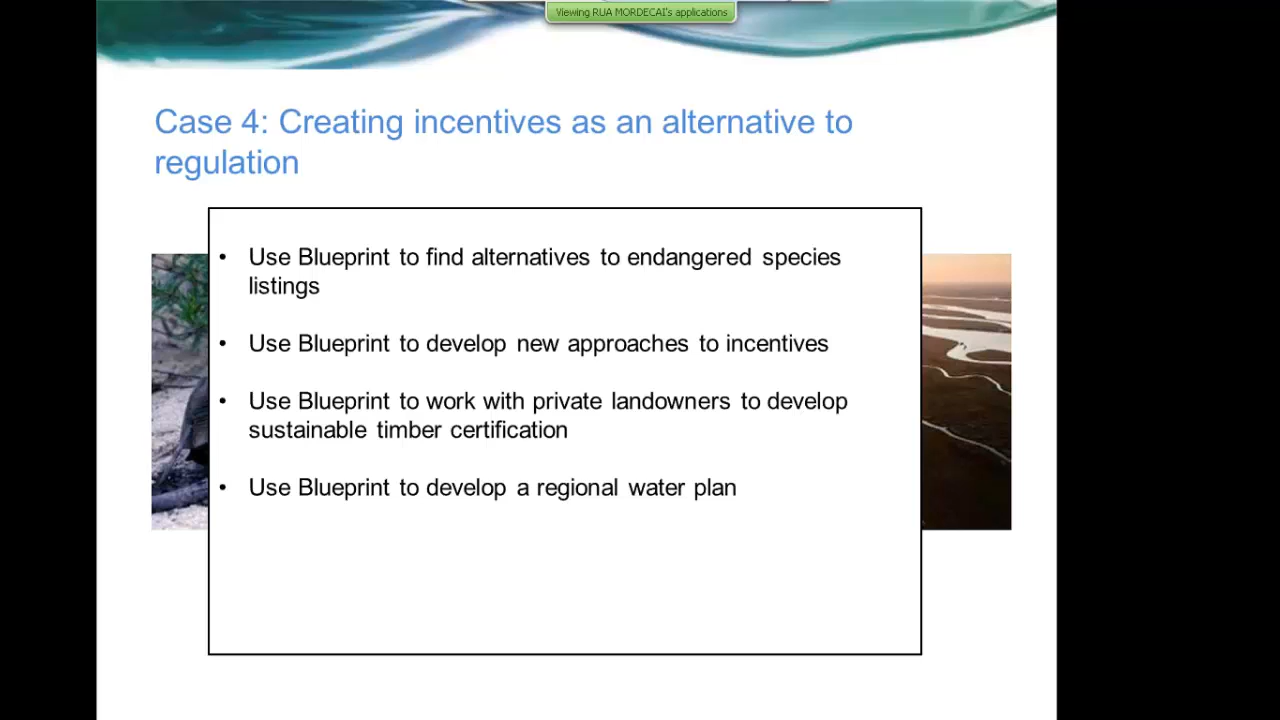 Viewing RUA MORDECAI's applications
Case 4: Creating incentives as an alternative to
regulation
• Use Blueprint to find alternatives to endangered species
listings
• Use Blueprint to develop new approaches to incentives
• Use Blueprint to work with private landowners to develop
sustainable timber certification
• Use Blueprint to develop a regional water plan